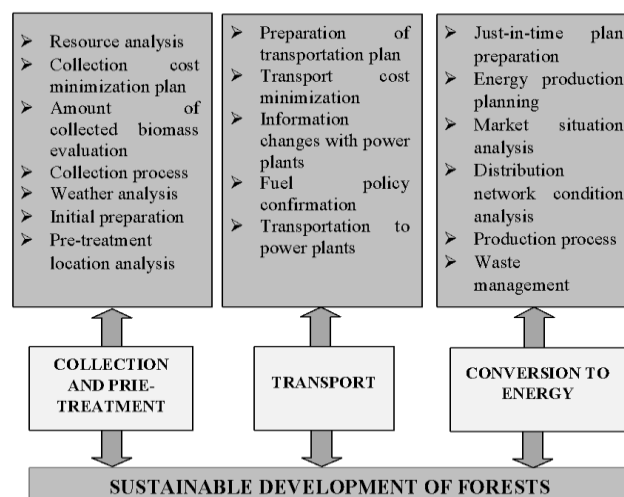 ➢ Resource analysis
➢ Collection cost
minimization plan
➢ Amount of
collected biomass
evaluation
➢ Collection process
➢ Weather analysis
➢ Initial preparation
➢ Pre-treatment
location analysis
➢ Preparation of
transportation plan
➢ Transport cost
minimization
➢ Information
changes with power
plants
➢ Fuel policy
confirmation
➢ Transportation to
power plants
➢ Just-in-time plan
preparation
➢ Energy production
planning
➢ Market situation
analysis
➢ Distribution
network condition
analysis
➢ Production process
➢ Waste
management
COLLECTION
AND PRIE-
TREATMENT
TRANSPORT
CONVERSION TO
ENERGY
SUSTAINABLE DEVELOPMENT OF FORESTS